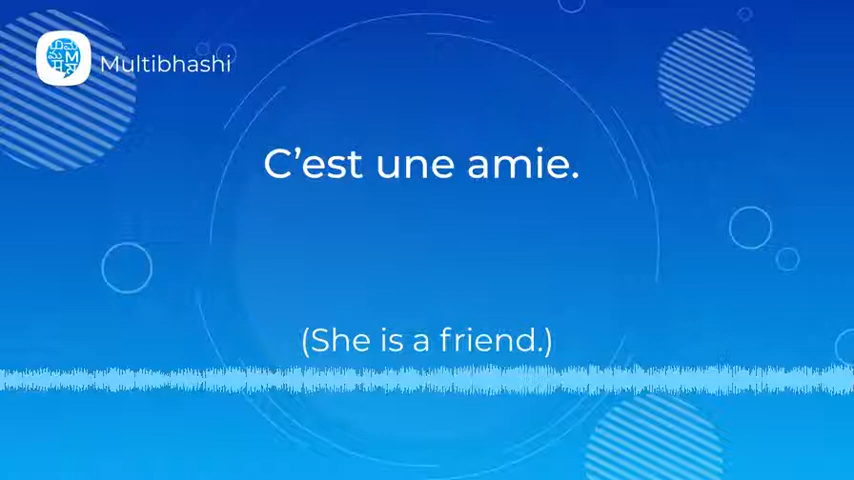 Multibhashi
C’est une amie.
(She is a friend.)